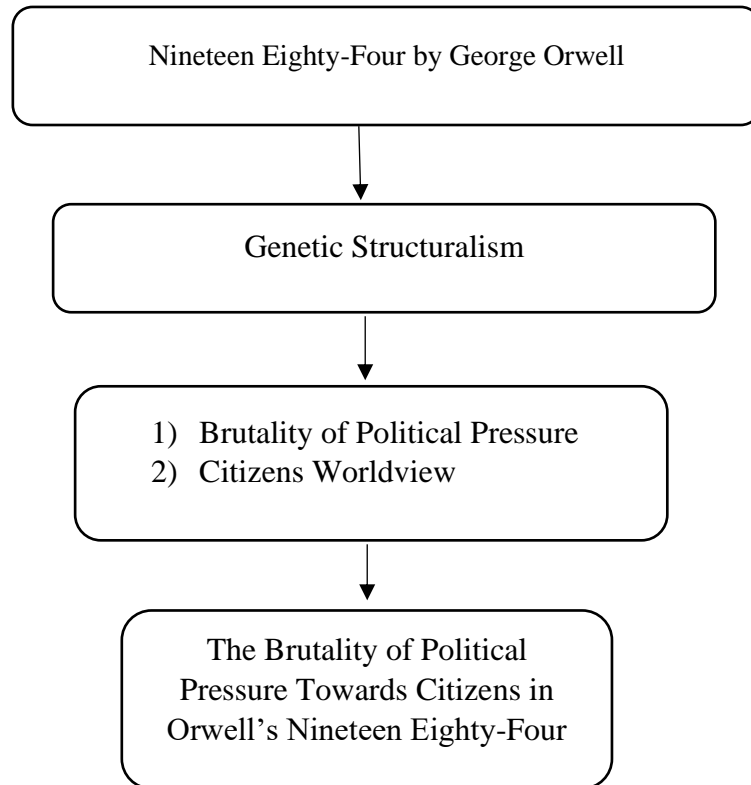 Nineteen Eighty-Four by George Orwell
Genetic Structuralism
1) Brutality of Political Pressure
2) Citizens Worldview
The Brutality of Political
Pressure Towards Citizens in
Orwell’s Nineteen Eighty-Four